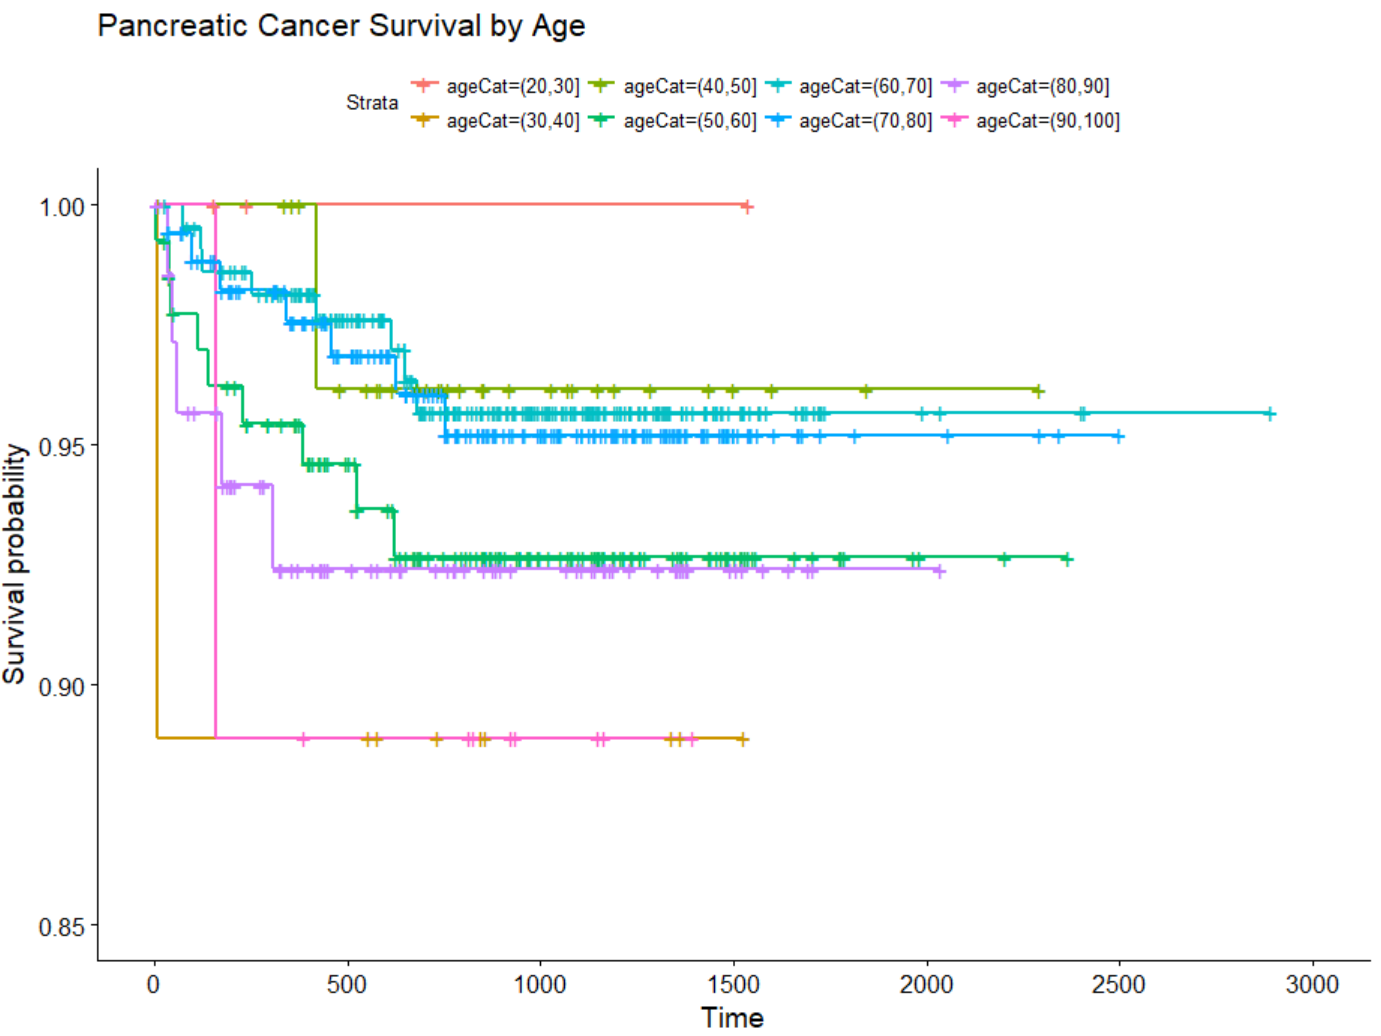 Pancreatic Cancer Survival by Age
Strata
ageCat=(20,30] ageCat=(40,50] ageCat=(60,70] ageCat=(80,90]
ageCat=(30,40] ageCat=(50,60] ageCat=(70,80] ageCat=(90,100]
Survival probability
1.00
0.95
0.90
0.85
0 500 1000 1500 2000 2500 3000
Time